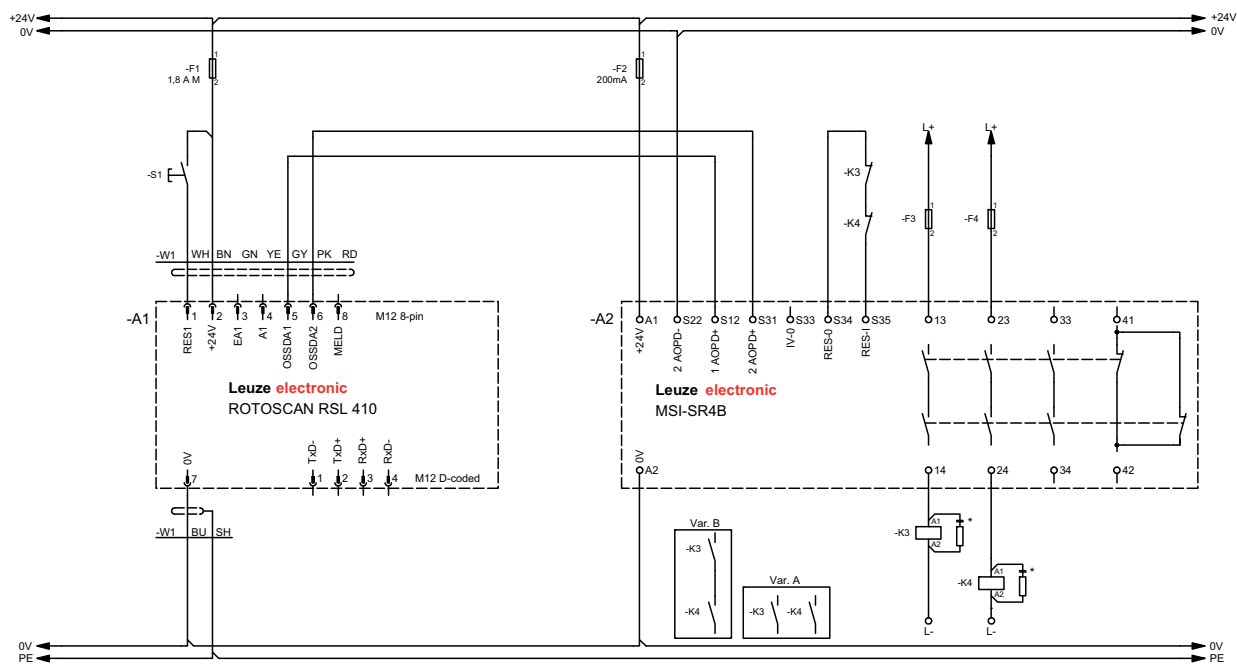 +24V +24V
0V 0V
-F1 1 2
1,8 A M
-F2 1 2
200mA
L+ L+
-S1
-K3
-K4
-F3 1 2
-F4 1 2
-W1 WH BN GN YE GY PK RD
-A1 1 2 3 4 5 6 8 M12 8-pin
RES1 +24V EA1 A1 OSSDA1 OSSDA2 MELD
-A2 A1 S22 S12 S31 S33 S34 S35 13 23 33 41
+24V 2 AOPD- 1 AOPD+ 2 AOPD+ IV-0 RES-0 RES-I
Leuze electronic
ROTOSCAN RSL 410
Leuze electronic
MSI-SR4B
0V TxD- TxD+ RxD+ RxD-
7 1 2 3 4 M12 D-coded
0V
A2 14 24 34 42
-W1 BU SH
Var. B
-K3
-K4
Var. A
-K3 -K4
-K3 A1 A2 *
-K4 A1 A2 *
L- L-
0V 0V
PE PE